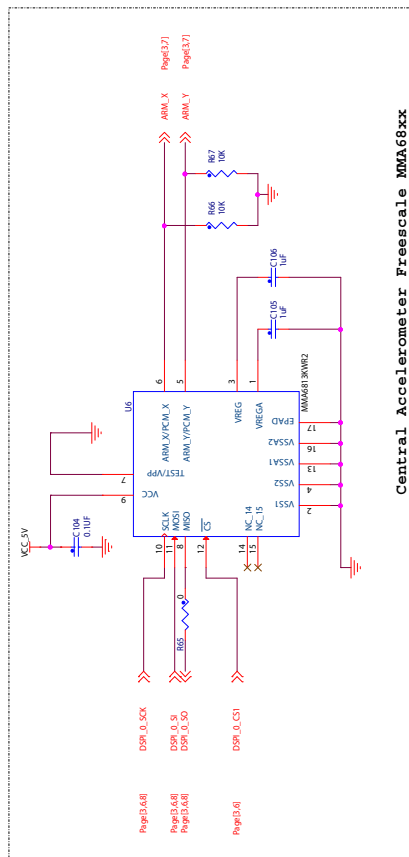 Central Accelerometer Freescale MMA68xx
VCC_5V
C104
0.1UF
U6
MMA6813KWR2
9
VCC
7
TEST/VPP
Page[3,6,8]
DSPI_0_SCK
10
SCLK
Page[3,6,8]
DSPI_0_SI
11
MOSI
Page[3,6,8]
DSPI_0_SO
R65
0
8
MISO
Page[3,6]
DSPI_0_CS1
12
CS
14
NC_14
15
NC_15
ARM_X/PCM_X
6
ARM_X
Page[3,7]
ARM_Y/PCM_Y
5
ARM_Y
Page[3,7]
R67
10K
R66
10K
VREG
3
C106
1uF
VREGA
1
C105
1uF
VSS1
2
VSS2
4
VSSA1
13
VSSA2
16
EPAD
17